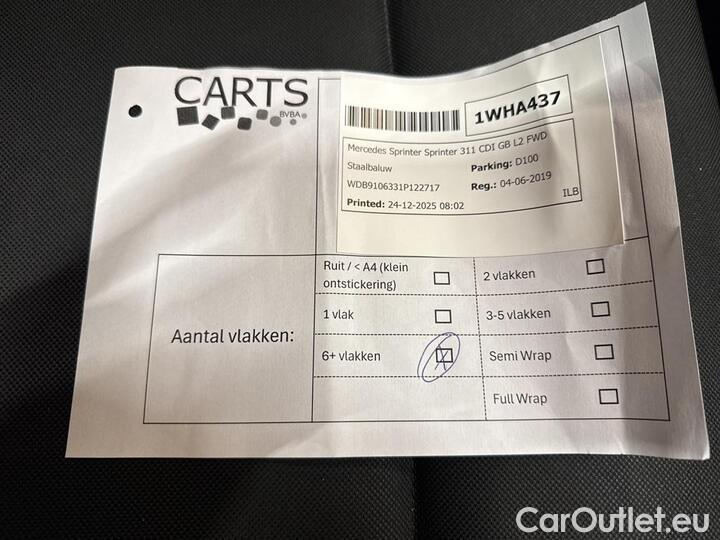 CARTS
BVBA
1WHA437
Mercedes Sprinter Sprinter 311 CDI GB L2 FWD
Staalbaluw Parking: D100
WDB9106331P122717 Reg.: 04-06-2019
Printed: 24-12-2025 08:02 ILB
Aantal vlakken:
Ruit / < A4 (klein
ontstickering)
2 vlakken
1 vlak
3-5 vlakken
6+ vlakken
Semi Wrap
Full Wrap
CarOutlet.eu